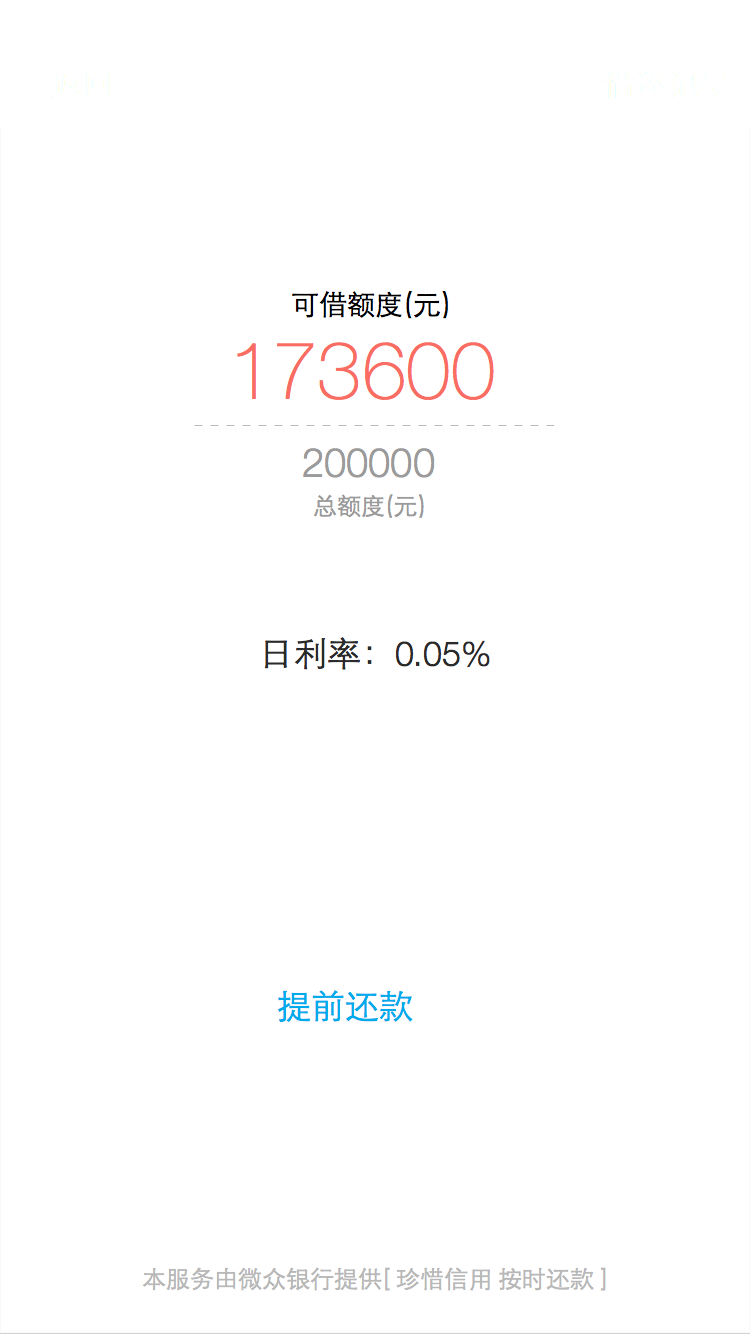 可借额度(元)
173600
200000
总额度(元)
日利率：0.05%
提前还款
本服务由微众银行提供[ 珍惜信用 按时还款 ]